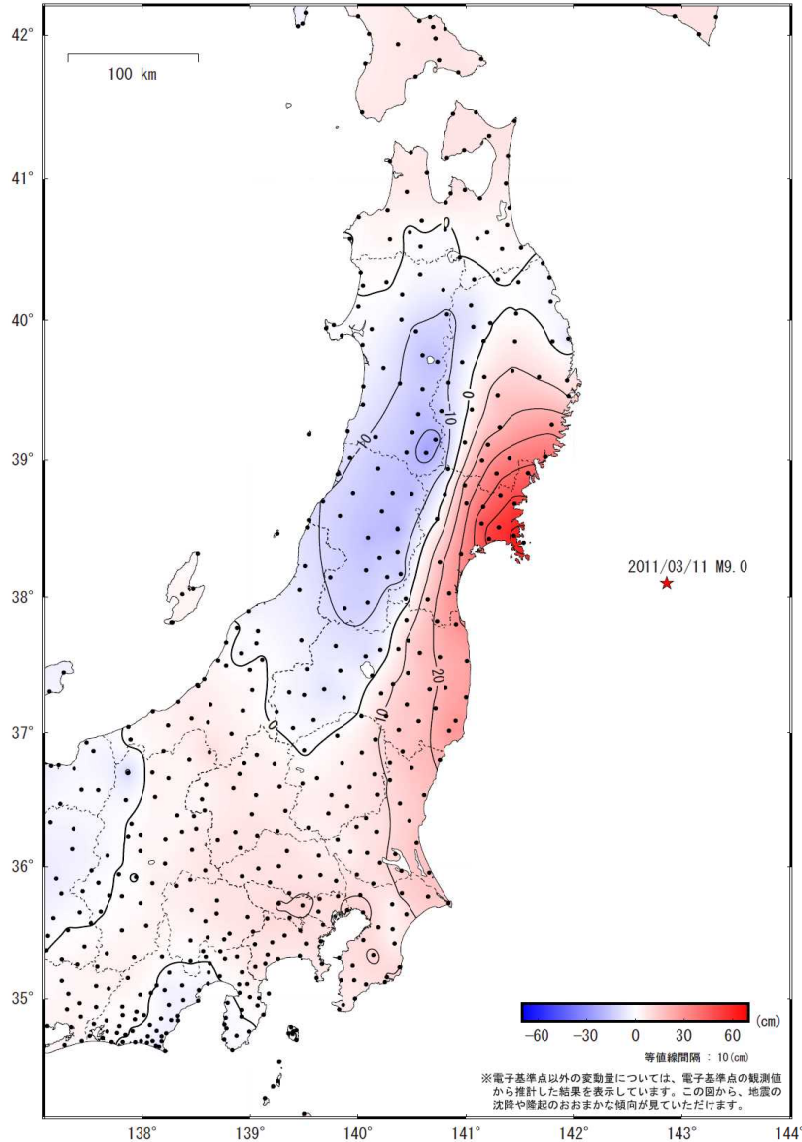 42°
100 km
0
41°
40°
0
-10
10
39°
2011/03/11 M9.0
38°
20
10
0
37°
36°
35°
-60 -30 0 30 60 (cm)
等値線間隔 : 10(cm)
※電子基準点以外の変動量については、電子基準点の観測値
から推計した結果を表示しています。この図から、地震の
沈降や隆起のおおまかな傾向が見ていただけます。
138° 139° 140° 141° 142° 143° 144°